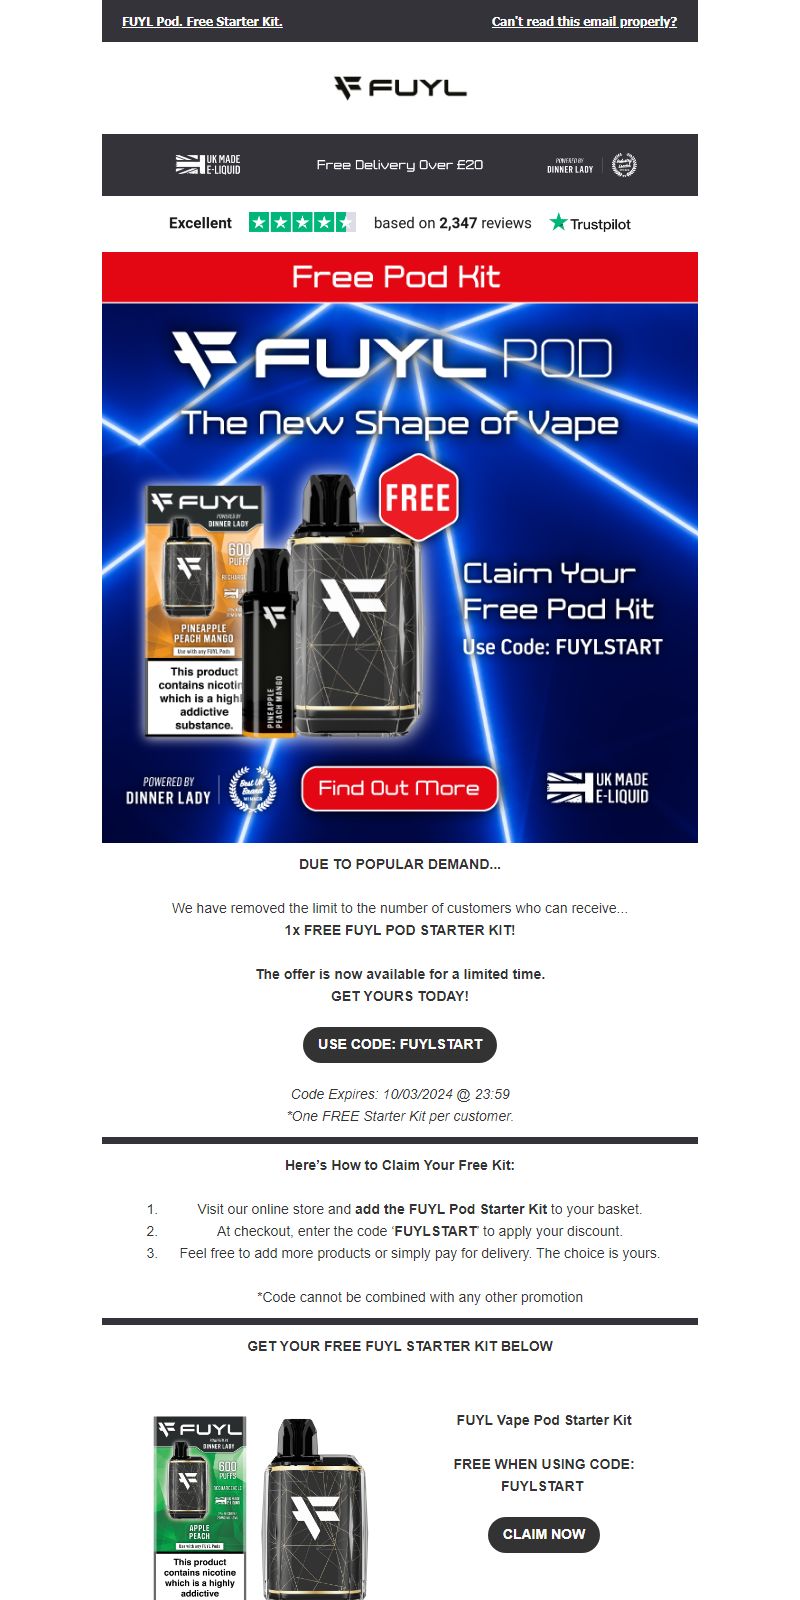 FUYL Pod. Free Starter Kit.
Can't read this email properly?
FUYL
UK MADE
E-LIQUID
Free Delivery Over £20
POWERED BY
DINNER LADY
Excellent
based on 2,347 reviews
Trustpilot
Free Pod Kit
FUYL POD
The New Shape of Vape
FREE
FUYL
POWERED BY
DINNER LADY
600
PUFFS
PINEAPPLE
PEACH MANGO
Use with any FUYL Pods
This product
contains nicotin
which is a highl
addictive
substance.
PINEAPPLE
PEACH MANGO
Claim Your
Free Pod Kit
Use Code: FUYLSTART
POWERED BY
DINNER LADY
Best UK
Brand
WINNER
Find Out More
UK MADE
E-LIQUID
DUE TO POPULAR DEMAND...
We have removed the limit to the number of customers who can receive...
1x FREE FUYL POD STARTER KIT!
The offer is now available for a limited time.
GET YOURS TODAY!
USE CODE: FUYLSTART
Code Expires: 10/03/2024 @ 23:59
*One FREE Starter Kit per customer.
Here's How to Claim Your Free Kit:
1. Visit our online store and add the FUYL Pod Starter Kit to your basket.
2. At checkout, enter the code 'FUYLSTART' to apply your discount.
3. Feel free to add more products or simply pay for delivery. The choice is yours.
*Code cannot be combined with any other promotion
GET YOUR FREE FUYL STARTER KIT BELOW
FUYL
POWERED BY
DINNER LADY
600
PUFFS
RECHARGEABLE
APPLE
PEACH
Use with any FUYL Pods
This product
contains nicotine
which is a highly
addictive
FUYL Vape Pod Starter Kit
FREE WHEN USING CODE:
FUYLSTART
CLAIM NOW